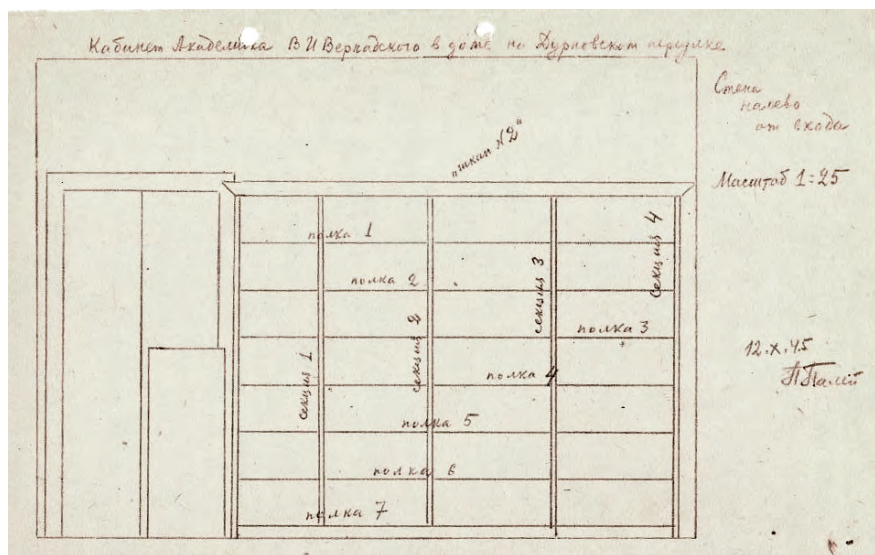 Кабинет Академика В И Вернадского в доме на Дурновском переулке.
Стена
налево
от входа
Масштаб 1:25
"шкап №2"
полка 1
полка 2
полка 3
полка 4
полка 5
полка 6
полка 7
секция 1
секция 2
секция 3
секция 4
12.X.45